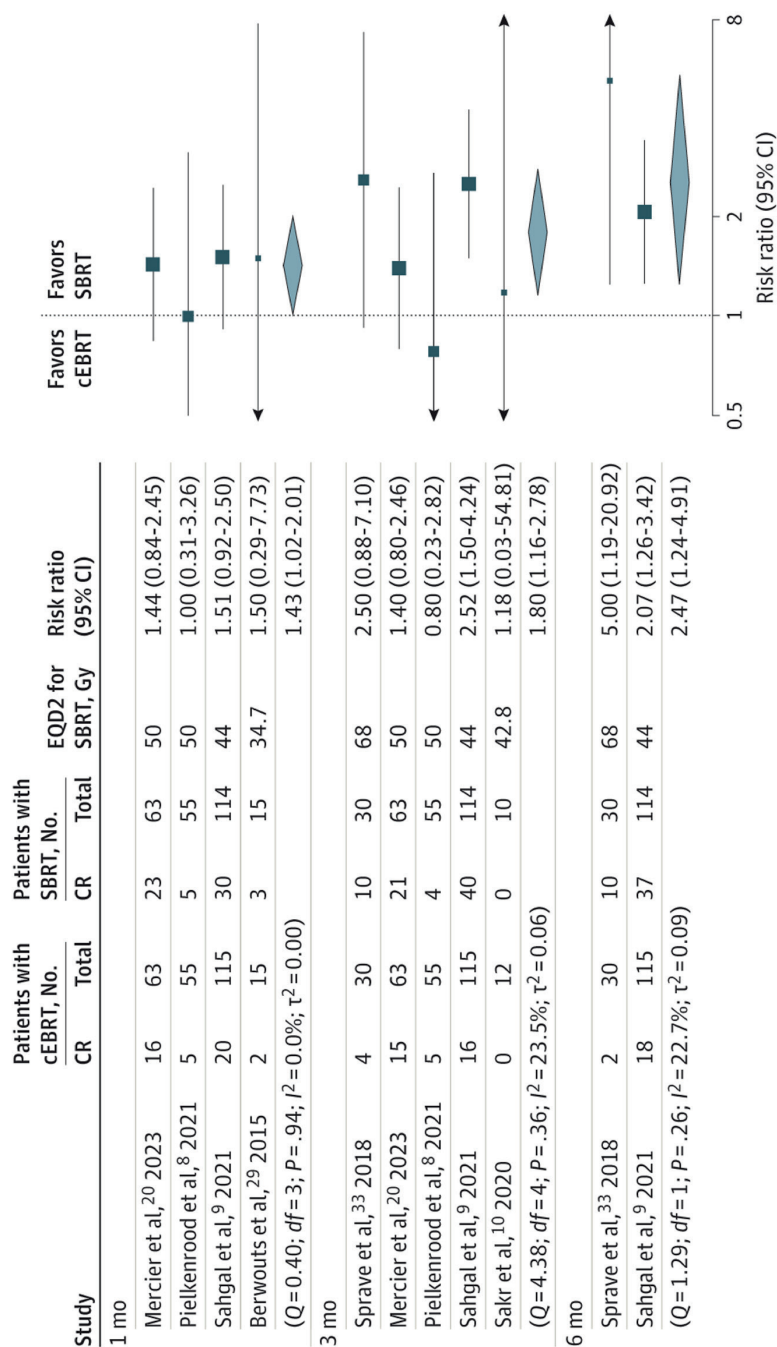 Patients with cEBRT, No. Patients with SBRT, No. EQD2 for SBRT, Gy Risk ratio (95% CI) Favors cEBRT Favors SBRT
Study CR Total CR Total
1 mo
Mercier et al,20 2023 16 63 23 63 50 1.44 (0.84-2.45)
Pielkenrood et al,8 2021 5 55 5 55 50 1.00 (0.31-3.26)
Sahgal et al,9 2021 20 115 30 114 44 1.51 (0.92-2.50)
Berwouts et al,29 2015 2 15 3 15 34.7 1.50 (0.29-7.73)
(Q = 0.40; df = 3; P = .94; I2 = 0.0%; τ2 = 0.00) 1.43 (1.02-2.01)
3 mo
Sprave et al,33 2018 4 30 10 30 68 2.50 (0.88-7.10)
Mercier et al,20 2023 15 63 21 63 50 1.40 (0.80-2.46)
Pielkenrood et al,8 2021 5 55 4 55 50 0.80 (0.23-2.82)
Sahgal et al,9 2021 16 115 40 114 44 2.52 (1.50-4.24)
Sakr et al,10 2020 0 12 0 10 42.8 1.18 (0.03-54.81)
(Q = 4.38; df = 4; P = .36; I2 = 23.5%; τ2 = 0.06) 1.80 (1.16-2.78)
6 mo
Sprave et al,33 2018 2 30 10 30 68 5.00 (1.19-20.92)
Sahgal et al,9 2021 18 115 37 114 44 2.07 (1.26-3.42)
(Q = 1.29; df = 1; P = .26; I2 = 22.7%; τ2 = 0.09) 2.47 (1.24-4.91)
0.5 1 2 8
Risk ratio (95% CI)